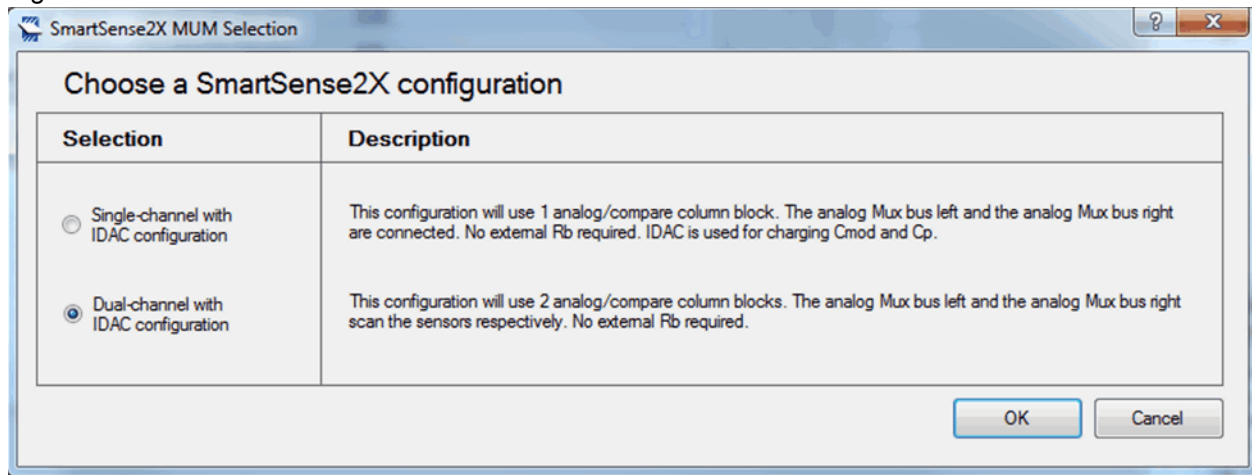 SmartSense2X MUM Selection
Choose a SmartSense2X configuration
Selection
Description
Single-channel with
IDAC configuration
This configuration will use 1 analog/compare column block. The analog Mux bus left and the analog Mux bus right
are connected. No external Rb required. IDAC is used for charging Cmod and Cp.
Dual-channel with
IDAC configuration
This configuration will use 2 analog/compare column blocks. The analog Mux bus left and the analog Mux bus right
scan the sensors respectively. No external Rb required.
OK
Cancel